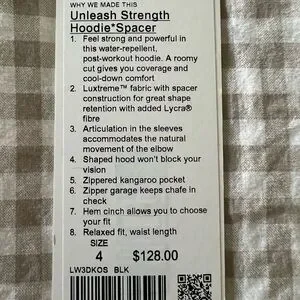 WHY WE MADE THIS
Unleash Strength
Hoodie*Spacer
1. Feel strong and powerful in
this water-repellent,
post-workout hoodie. A roomy
cut gives you coverage and
cool-down comfort
2. Luxtreme™ fabric with spacer
construction for great shape
retention with added Lycra®
fibre
3. Articulation in the sleeves
accommodates the natural
movement of the elbow
4. Shaped hood won't block your
vision
5. Zippered kangaroo pocket
6. Zipper garage keeps chafe in
check
7. Hem cinch allows you to choose
your fit
8. Relaxed fit, waist length
SIZE
4 $128.00
LW3DKOS BLK